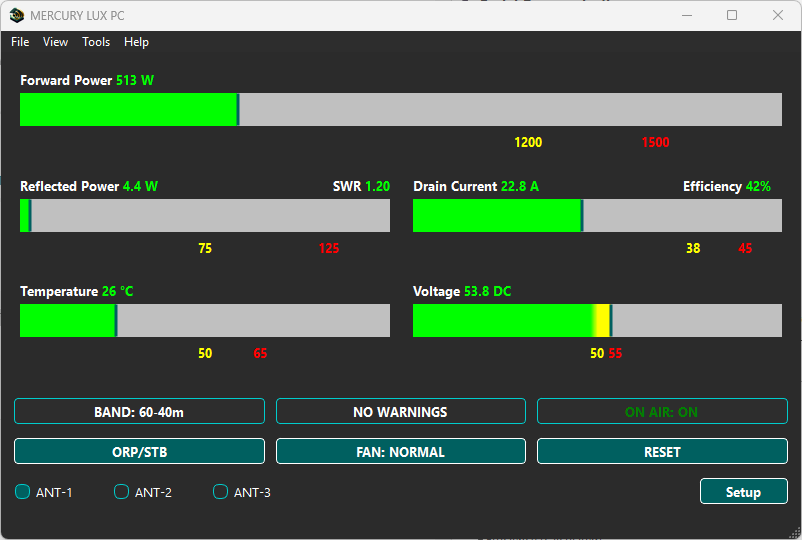 MERCURY LUX PC
File View Tools Help
Forward Power 513 W
1200 1500
Reflected Power 4.4 W SWR 1.20 Drain Current 22.8 A Efficiency 42%
75 125 38 45
Temperature 26 °C Voltage 53.8 DC
50 65 50 55
BAND: 60-40m NO WARNINGS ON AIR: ON
ORP/STB FAN: NORMAL RESET
ANT-1 ANT-2 ANT-3 Setup